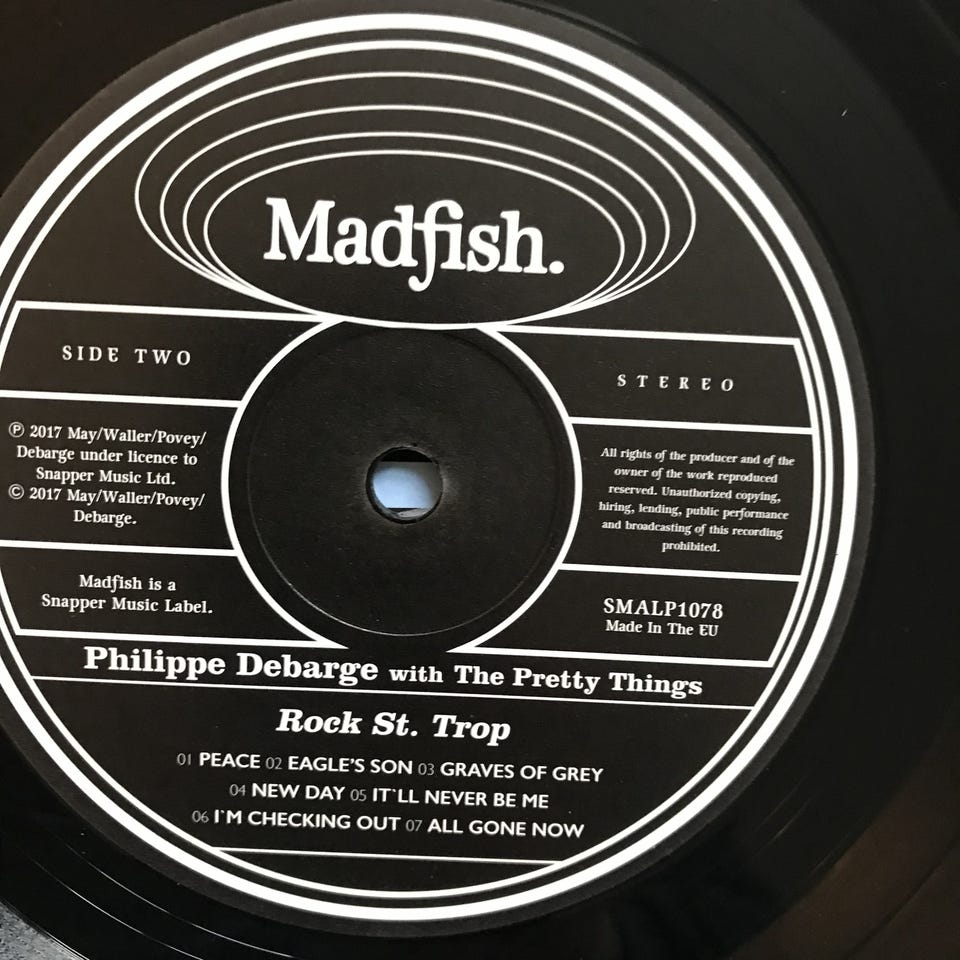 Madfish.
SIDE TWO
STEREO
℗ 2017 May/Waller/Povey/
Debarge under licence to
Snapper Music Ltd.
© 2017 May/Waller/Povey/
Debarge.
All rights of the producer and of the
owner of the work reproduced
reserved. Unauthorized copying,
hiring, lending, public performance
and broadcasting of this recording
prohibited.
Madfish is a
Snapper Music Label.
SMALP1078
Made In The EU
Philippe Debarge with The Pretty Things
Rock St. Trop
01 PEACE 02 EAGLE'S SON 03 GRAVES OF GREY
04 NEW DAY 05 IT`LL NEVER BE ME
06 I`M CHECKING OUT 07 ALL GONE NOW